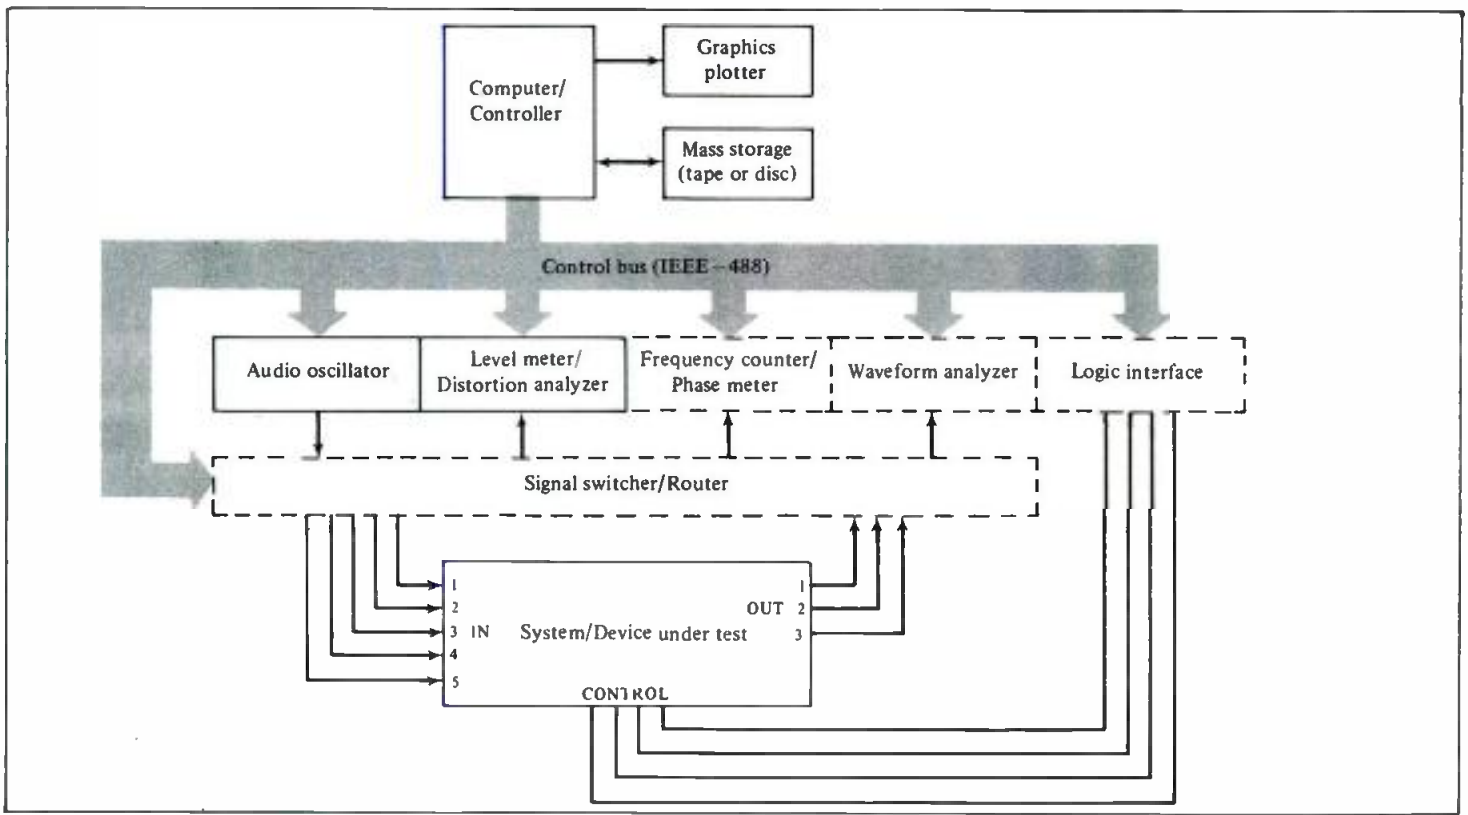 Graphics
plotter
Computer/
Controller
Mass storage
(tape or disc)
Control bus (IEEE-488)
Audio oscillator
Level meter/
Distortion analyzer
Frequency counter/
Phase meter
Waveform analyzer
Logic interface
Signal switcher/Router
1
2
3 IN
4
5
System/Device under test
1
OUT 2
3
CONTROL